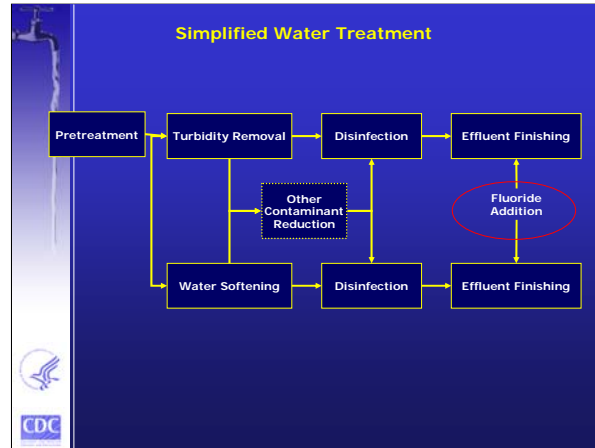 Simplified Water Treatment
Pretreatment
Turbidity Removal
Disinfection
Effluent Finishing
Other
Contaminant
Reduction
Fluoride
Addition
Water Softening
Disinfection
Effluent Finishing
CDC